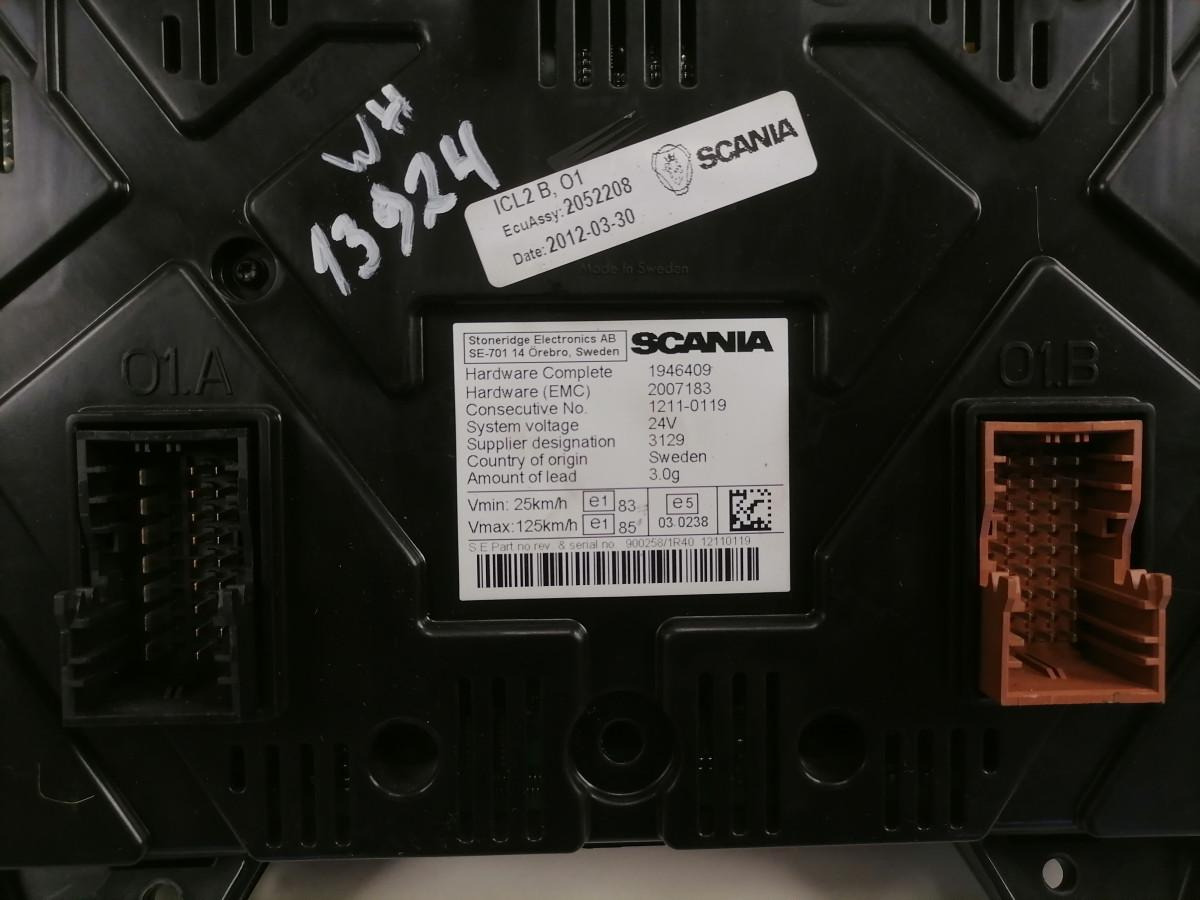 WH
13924
ICL2 B, O1
EcuAssy: 2052208
Date: 2012-03-30
SCANIA
Made in Sweden
O1.A
O1.B
Stoneridge Electronics AB
SE-701 14 Örebro, Sweden
SCANIA
Hardware Complete 1946409
Hardware (EMC) 2007183
Consecutive No. 1211-0119
System voltage 24V
Supplier designation 3129
Country of origin Sweden
Amount of lead 3.0g
Vmin: 25km/h e1 83
Vmax:125km/h e1 85
e5
03.0238
S.E Part no rev. & serial no. 900258/1R40 12110119